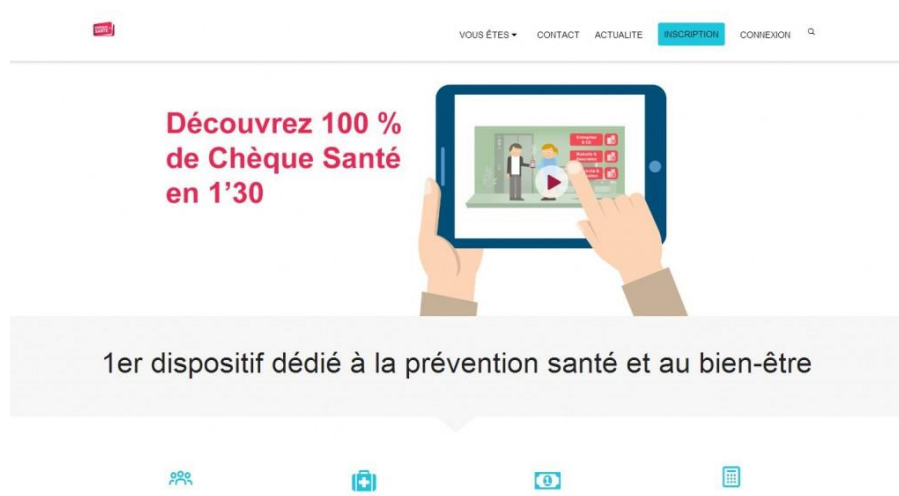 VOUS ÊTES CONTACT ACTUALITE INSCRIPTION CONNEXION
Découvrez 100 %
de Chèque Santé
en 1'30
1er dispositif dédié à la prévention santé et au bien-être